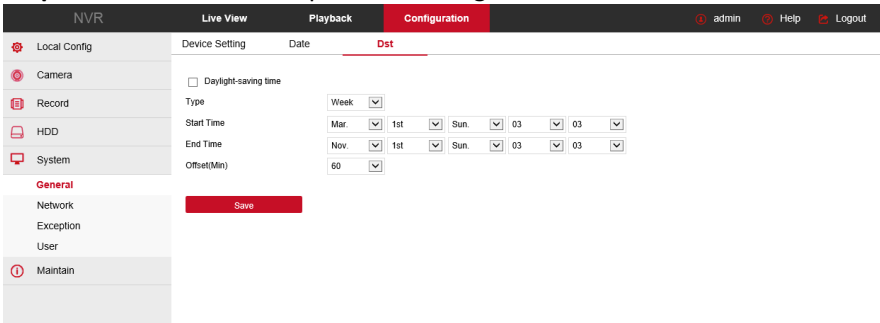 NVR Live View Playback Configuration admin Help Logout
Device Setting Date Dst
Local Config
Camera
Record
HDD
System
General
Network
Exception
User
Maintain
Daylight-saving time
Type Week
Start Time Mar. 1st Sun. 03 03
End Time Nov. 1st Sun. 03 03
Offset(Min) 60
Save